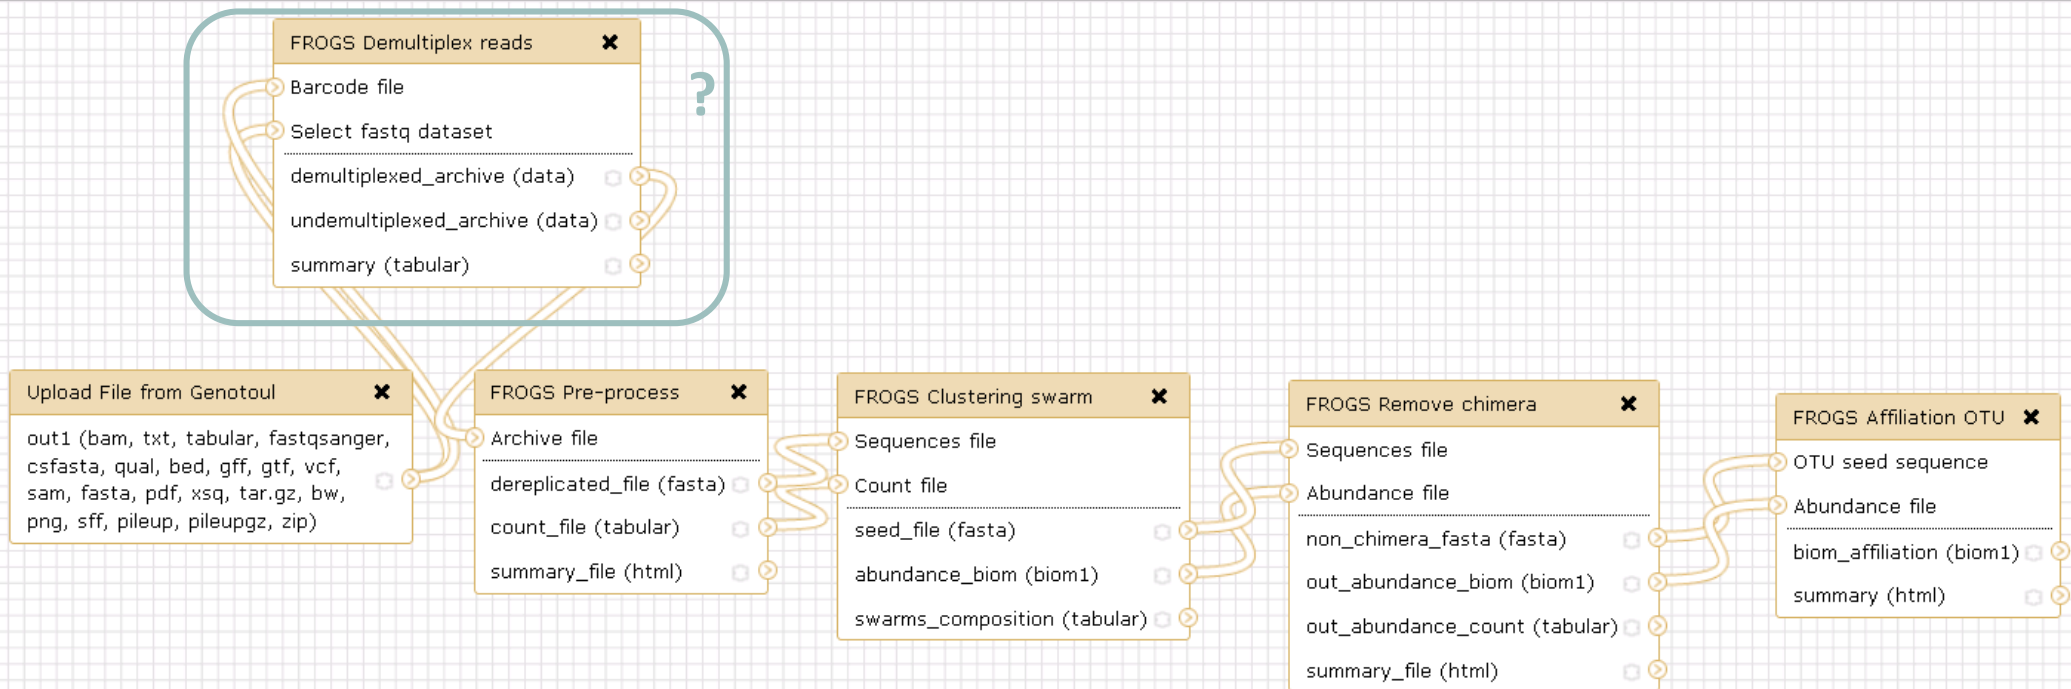 FROGS Demultiplex reads
?
Barcode file
Select fastq dataset
demultiplexed_archive (data)
undemultiplexed_archive (data)
summary (tabular)
Upload File from Genotoul
out1 (bam, txt, tabular, fastqsanger,
csfasta, qual, bed, gff, gtf, vcf,
sam, fasta, pdf, xsq, tar.gz, bw,
png, sff, pileup, pileupgz, zip)
FROGS Pre-process
Archive file
dereplicated_file (fasta)
count_file (tabular)
summary_file (html)
FROGS Clustering swarm
Sequences file
Count file
seed_file (fasta)
abundance_biom (biom1)
swarms_composition (tabular)
FROGS Remove chimera
Sequences file
Abundance file
non_chimera_fasta (fasta)
out_abundance_biom (biom1)
out_abundance_count (tabular)
summary_file (html)
FROGS Affiliation OTU
OTU seed sequence
Abundance file
biom_affiliation (biom1)
summary (html)